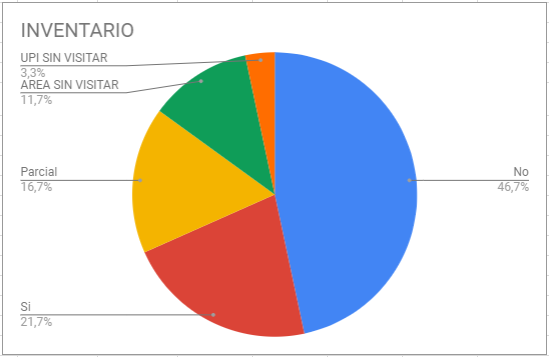 INVENTARIO
UPI SIN VISITAR
3,3%
AREA SIN VISITAR
11,7%
Parcial
16,7%
No
46,7%
Si
21,7%